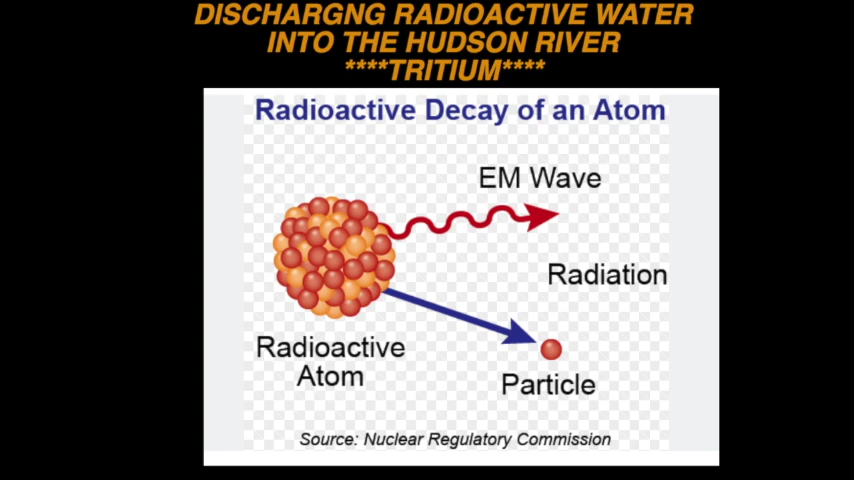 DISCHARGNG RADIOACTIVE WATER
INTO THE HUDSON RIVER
****TRITIUM****
Radioactive Decay of an Atom
EM Wave
Radiation
Radioactive
Atom
Particle
Source: Nuclear Regulatory Commission